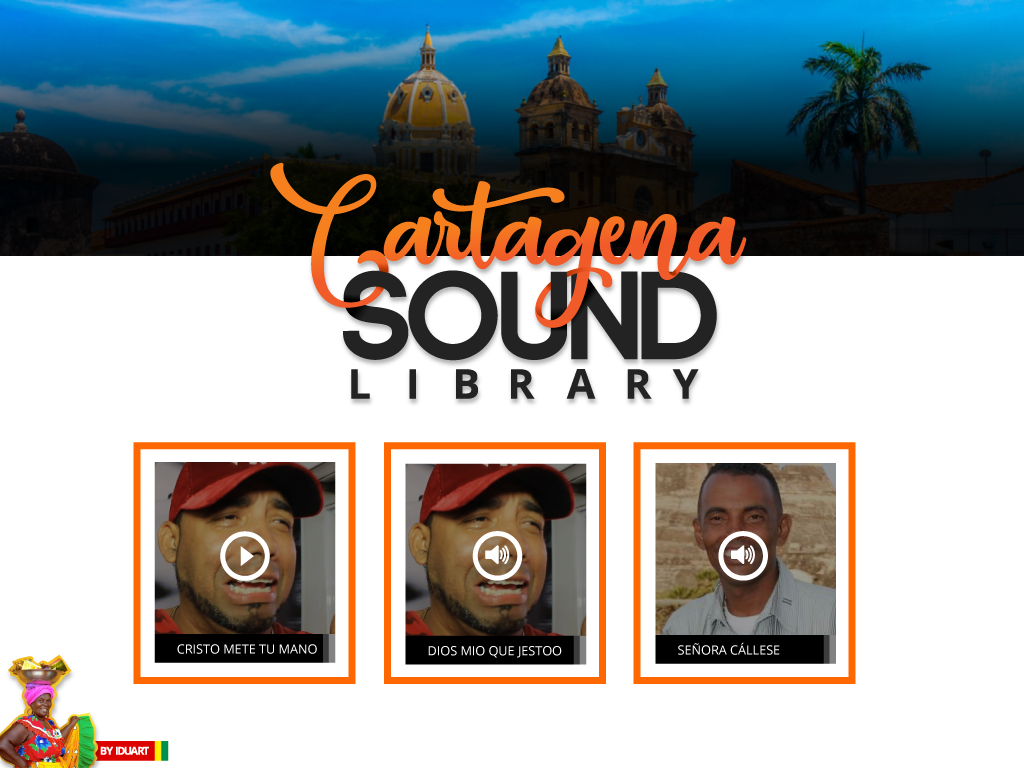 Cartagena
SOUND
LIBRARY
CRISTO METE TU MANO
DIOS MIO QUE JESTOO
SEÑORA CÁLLESE
BY IDUART